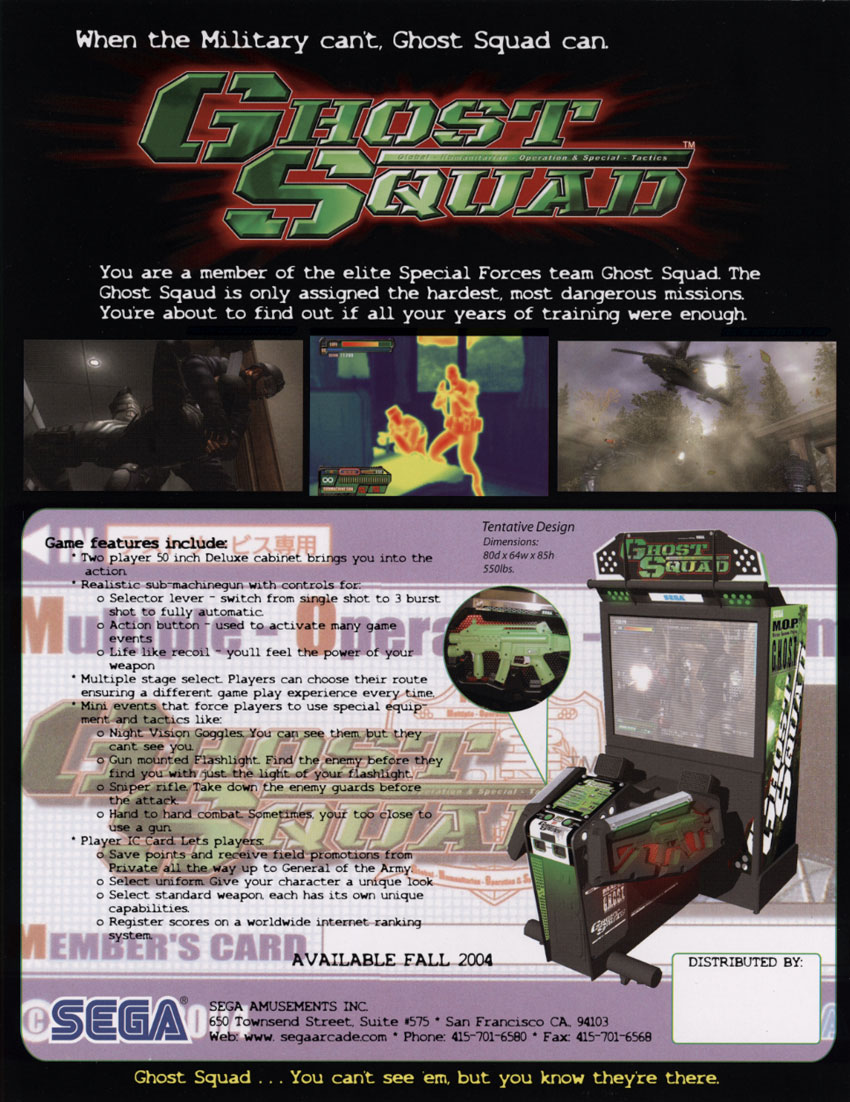 When the Military can't, Ghost Squad can.
GHOST
Global - Humanitarian - Operation & Special - Tactics
TM
SQUAD
You are a member of the elite Special Forces team Ghost Squad. The
Ghost Sqaud is only assigned the hardest, most dangerous missions.
You're about to find out if all your years of training were enough.
IN
ービス専用
Game features include:
* Two player 50 inch Deluxe cabinet brings you into the
action.
* Realistic sub-machinegun with controls for:
o Selector lever - switch from single shot to 3 burst
shot to fully automatic
o Action button - used to activate many game
events
o Life like recoil - you'll feel the power of your
weapon
* Multiple stage select. Players can choose their route
ensuring a different game play experience every time.
* Mini events that force players to use special equip-
ment and tactics like:
o Night Vision Goggles. You can see them, but they
cant see you.
o Gun mounted Flashlight. Find the enemy before they
find you with just the light of your flashlight.
o Sniper rifle. Take down the enemy guards before
the attack.
o Hand to hand combat. Sometimes, your too close to
use a gun.
* Player IC Card. Lets players:
o Save points and receive field promotions from
Private all the way up to General of the Army.
o Select uniform. Give your character a unique look
o Select standard weapon, each has its own unique
capabilities.
o Register scores on a worldwide internet ranking
system.
Tentative Design
Dimensions:
80d x 64w x 85h
550lbs.
GHOST
SQUAD
SEGA
M.O.P.
GHOST
GHOST
SQUAD
GHOST
SQUAD
MEMBER'S CARD
AVAILABLE FALL 2004
DISTRIBUTED BY:
©SEGA®
SEGA AMUSEMENTS INC.
650 Townsend Street, Suite #575 * San Francisco CA, 94103
Web: www. segaarcade.com * Phone: 415-701-6580 * Fax: 415-701-6568
Ghost Squad . . . You can't see 'em, but you know they're there.